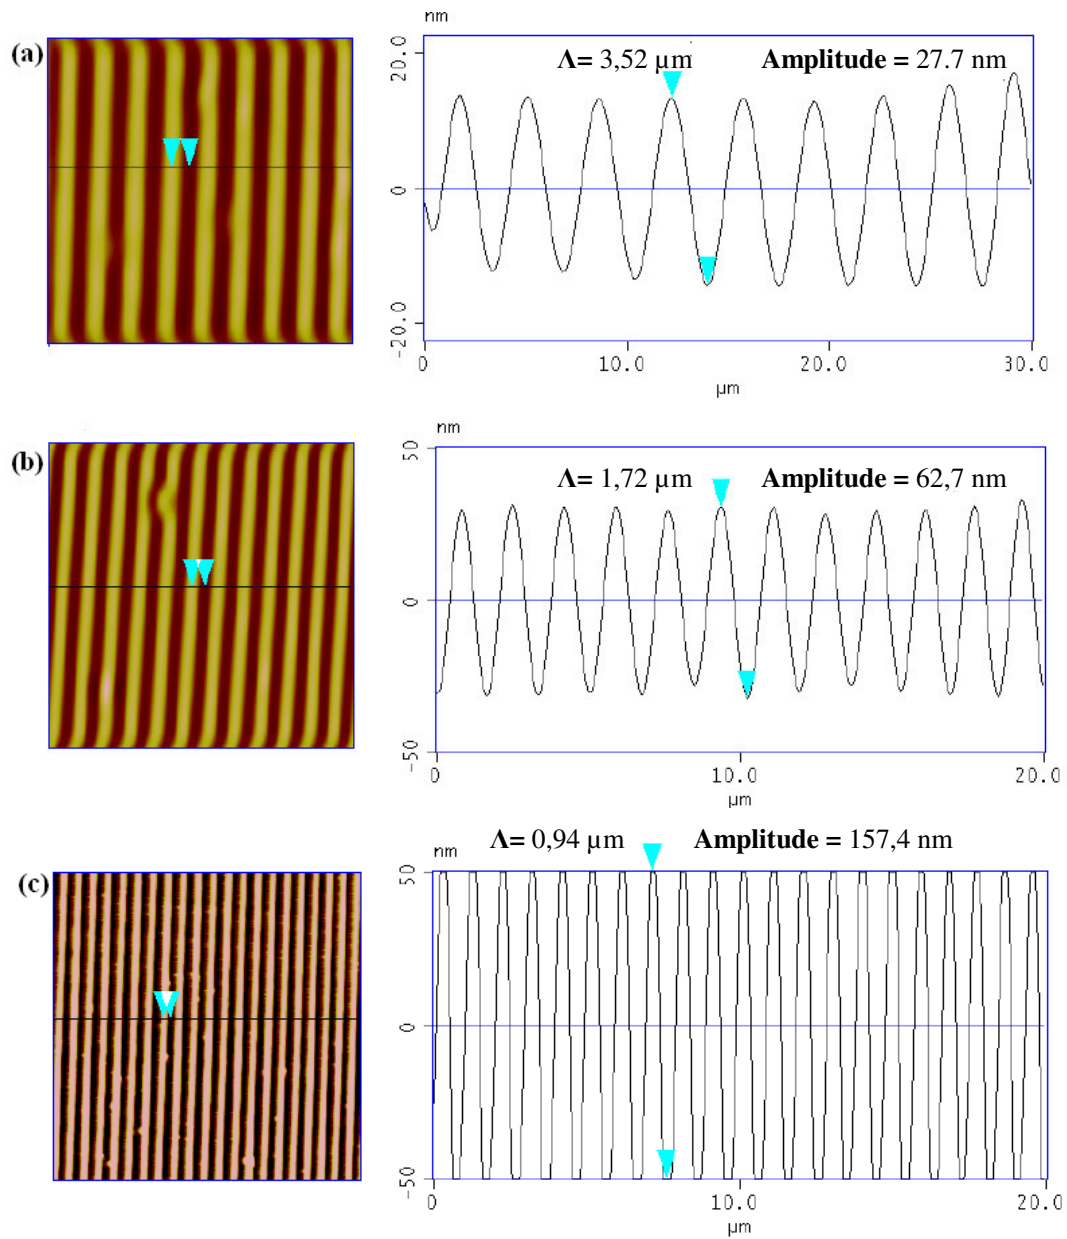 nm
(a)
Λ= 3,52 µm Amplitude = 27.7 nm
20.0
0
-20.0
0 10.0 20.0 30.0
µm
nm
(b)
Λ= 1,72 µm Amplitude = 62,7 nm
50
0
-50
0 10.0 20.0
µm
Λ= 0,94 µm Amplitude = 157,4 nm
nm
(c)
50
0
-50
0 10.0 20.0
µm